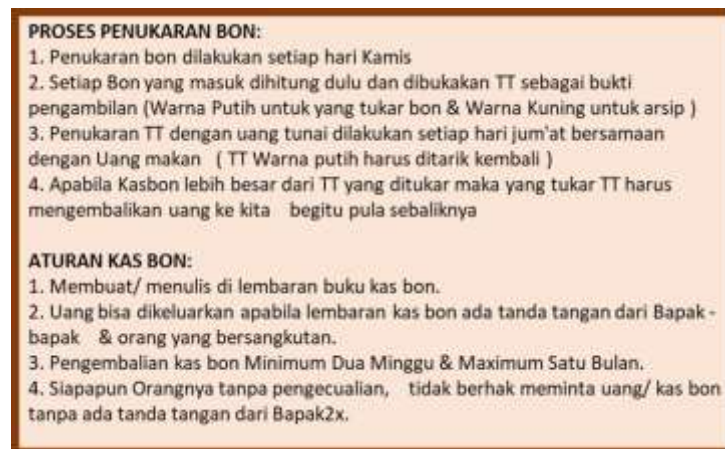 PROSES PENUKARAN BON:
1. Penukaran bon dilakukan setiap hari Kamis
2. Setiap Bon yang masuk dihitung dulu dan dibukakan TT sebagai bukti
pengambilan (Warna Putih untuk yang tukar bon & Warna Kuning untuk arsip )
3. Penukaran TT dengan uang tunai dilakukan setiap hari jum'at bersamaan
dengan Uang makan ( TT Warna putih harus ditarik kembali )
4. Apabila Kasbon lebih besar dari TT yang ditukar maka yang tukar TT harus
mengembalikan uang ke kita begitu pula sebaliknya
ATURAN KAS BON:
1. Membuat/ menulis di lembaran buku kas bon.
2. Uang bisa dikeluarkan apabila lembaran kas bon ada tanda tangan dari Bapak -
bapak & orang yang bersangkutan.
3. Pengembalian kas bon Minimum Dua Minggu & Maximum Satu Bulan.
4. Siapapun Orangnya tanpa pengecualian, tidak berhak meminta uang/ kas bon
tanpa ada tanda tangan dari Bapak2x.